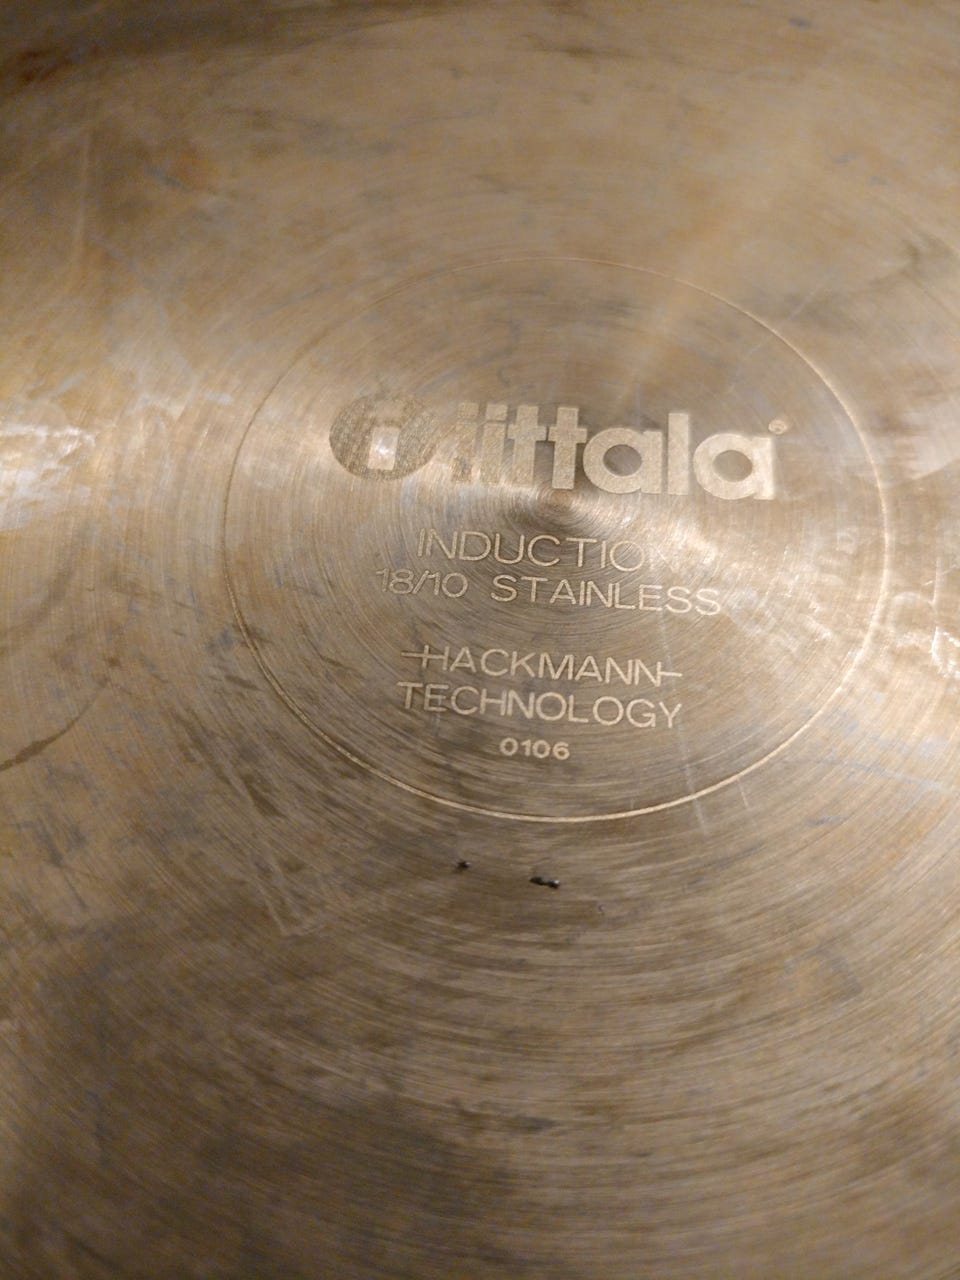 i iittala®
INDUCTION
18/10 STAINLESS
HACKMANN
TECHNOLOGY
0106